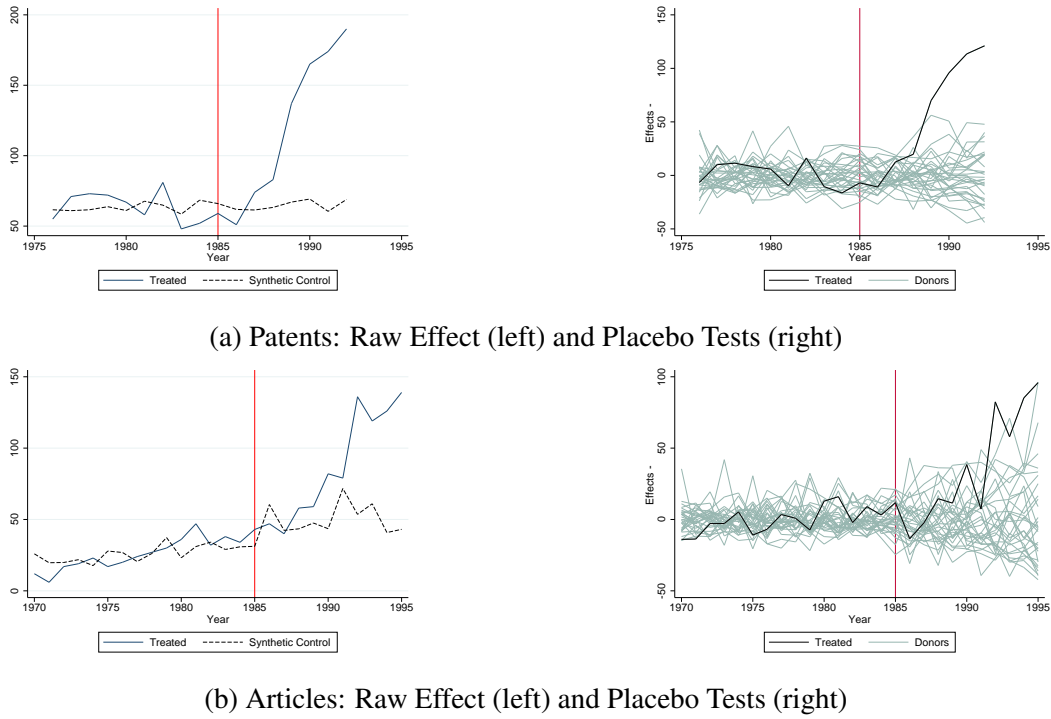 200
150
100
50
1975 1980 1985 1990 1995
Year
Treated Synthetic Control
Effects -
150
100
50
0
-50
1975 1980 1985 1990 1995
Year
Treated Donors
(a) Patents: Raw Effect (left) and Placebo Tests (right)
150
100
50
0
1970 1975 1980 1985 1990 1995
Year
Treated Synthetic Control
Effects -
100
50
0
-50
1970 1975 1980 1985 1990 1995
Year
Treated Donors
(b) Articles: Raw Effect (left) and Placebo Tests (right)